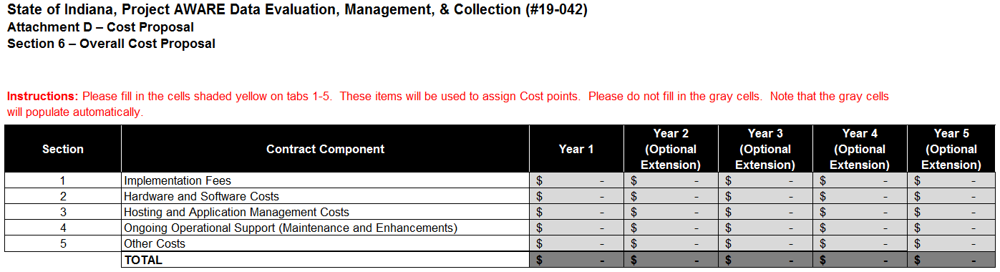 State of Indiana, Project AWARE Data Evaluation, Management, & Collection (#19-042)
Attachment D – Cost Proposal
Section 6 – Overall Cost Proposal
Instructions: Please fill in the cells shaded yellow on tabs 1-5.  These items will be used to assign Cost points.  Please do not fill in the gray cells.  Note that the gray cells
will populate automatically.
Section Contract Component Year 1 Year 2 (Optional Extension) Year 3 (Optional Extension) Year 4 (Optional Extension) Year 5 (Optional Extension)
1 Implementation Fees $ - $ - $ - $ - $ -
2 Hardware and Software Costs $ - $ - $ - $ - $ -
3 Hosting and Application Management Costs $ - $ - $ - $ - $ -
4 Ongoing Operational Support (Maintenance and Enhancements) $ - $ - $ - $ - $ -
5 Other Costs $ - $ - $ - $ - $ -
TOTAL $ - $ - $ - $ - $ -